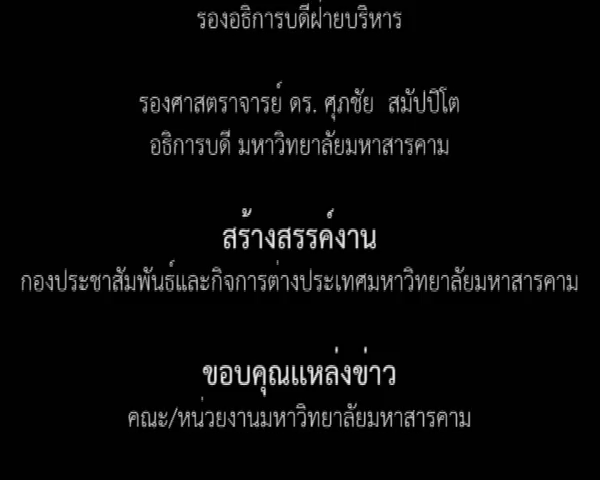 รองอธิการบดีฝ่ายบริหาร
รองศาสตราจารย์ ดร. ศุภชัย สมัปปิโต
อธิการบดี มหาวิทยาลัยมหาสารคาม
สร้างสรรค์งาน
กองประชาสัมพันธ์และกิจการต่างประเทศมหาวิทยาลัยมหาสารคาม
ขอบคุณแหล่งข่าว
คณะ/หน่วยงานมหาวิทยาลัยมหาสารคาม